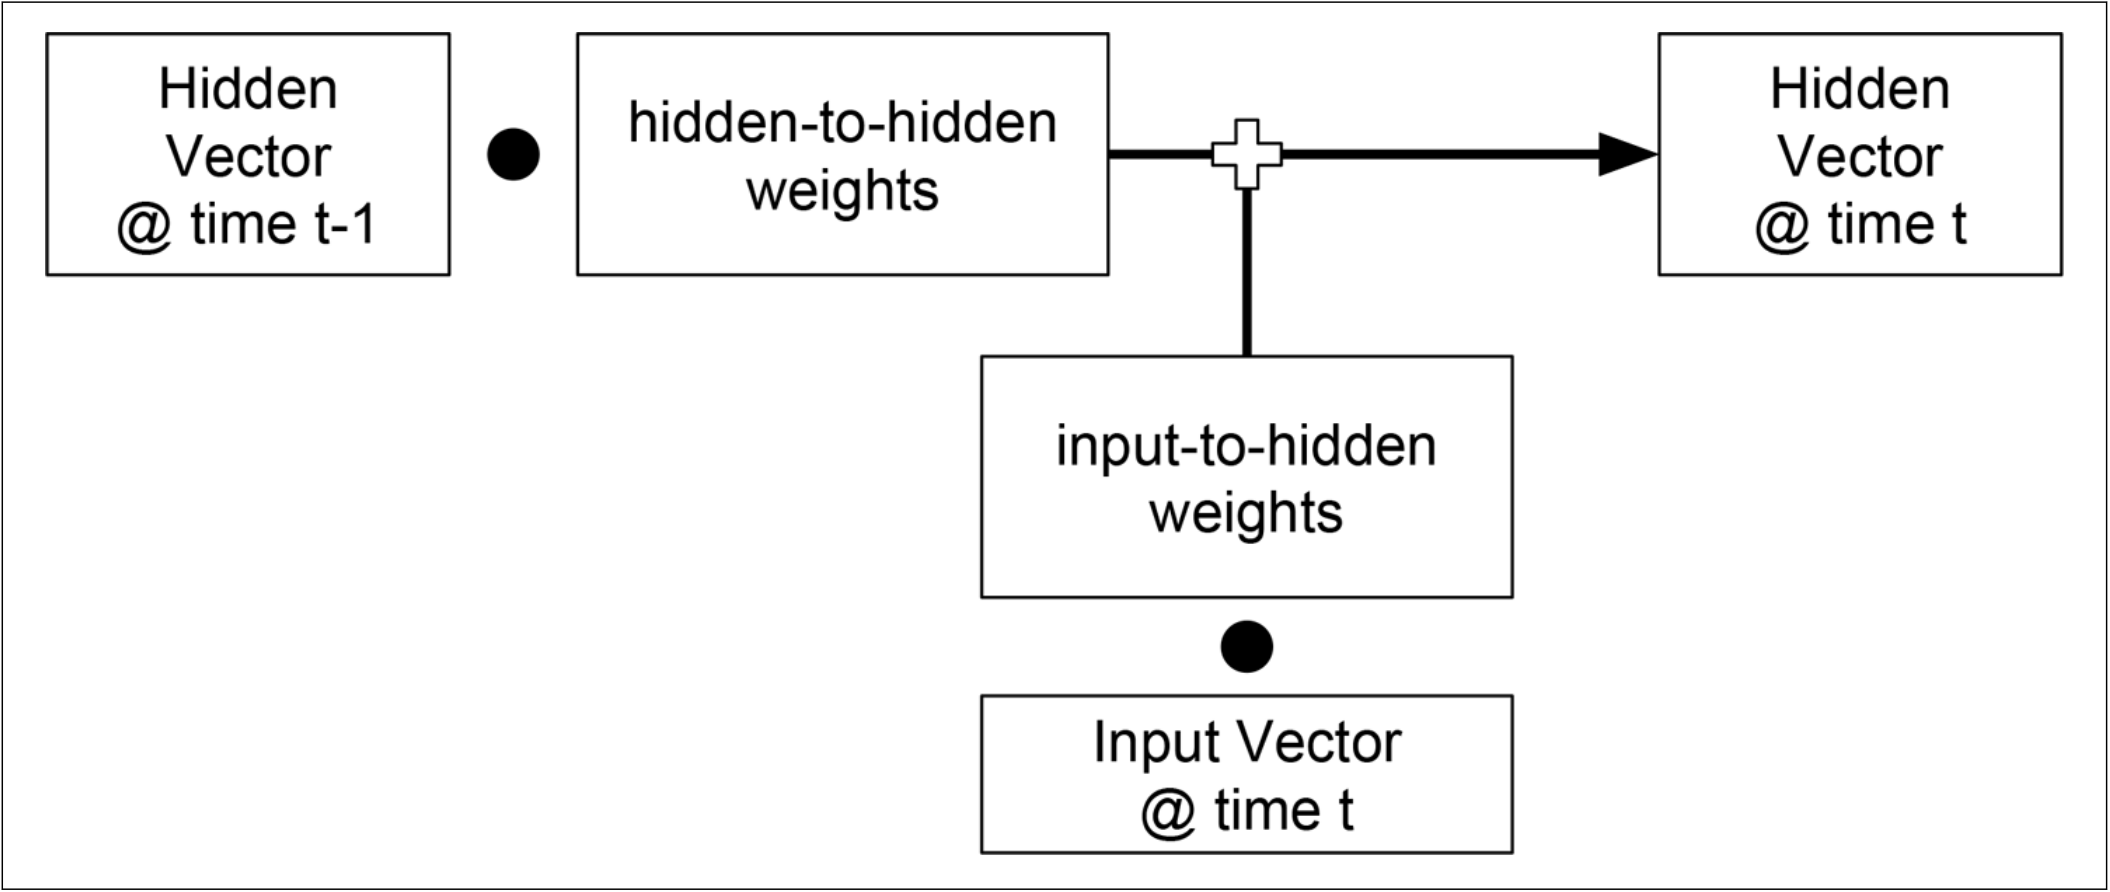 Hidden
Vector
@ time t-1
hidden-to-hidden
weights
Hidden
Vector
@ time t
input-to-hidden
weights
Input Vector
@ time t